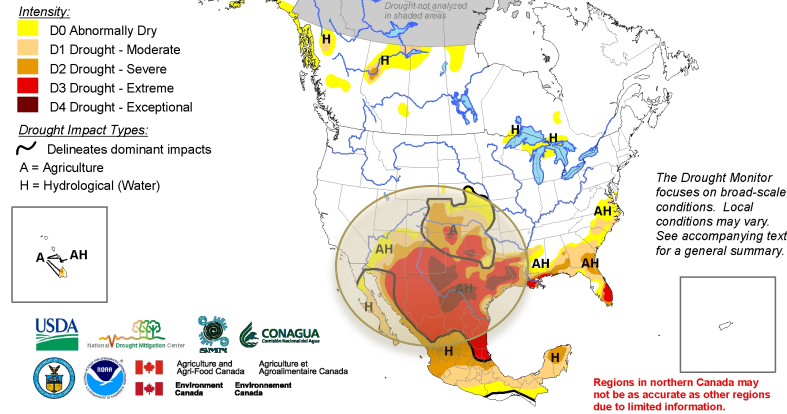 Drought not analyzed
in shaded areas
Intensity:
D0 Abnormally Dry
D1 Drought - Moderate
D2 Drought - Severe
D3 Drought - Extreme
D4 Drought - Exceptional
Drought Impact Types:
Delineates dominant impacts
A = Agriculture
H = Hydrological (Water)
H
H
H
H
The Drought Monitor
focuses on broad-scale
conditions. Local
conditions may vary.
See accompanying text
for a general summary.
AH
A
AH
AH
AH
A
AH
AH
H
H
H
USDA
National Drought Mitigation Center
SMN
CONAGUA
Comisión Nacional del Agua
NOAA
Agriculture and
Agri-Food Canada
Agriculture et
Agroalimentaire Canada
Environment
Canada
Environnement
Canada
Regions in northern Canada may
not be as accurate as other regions
due to limited information.